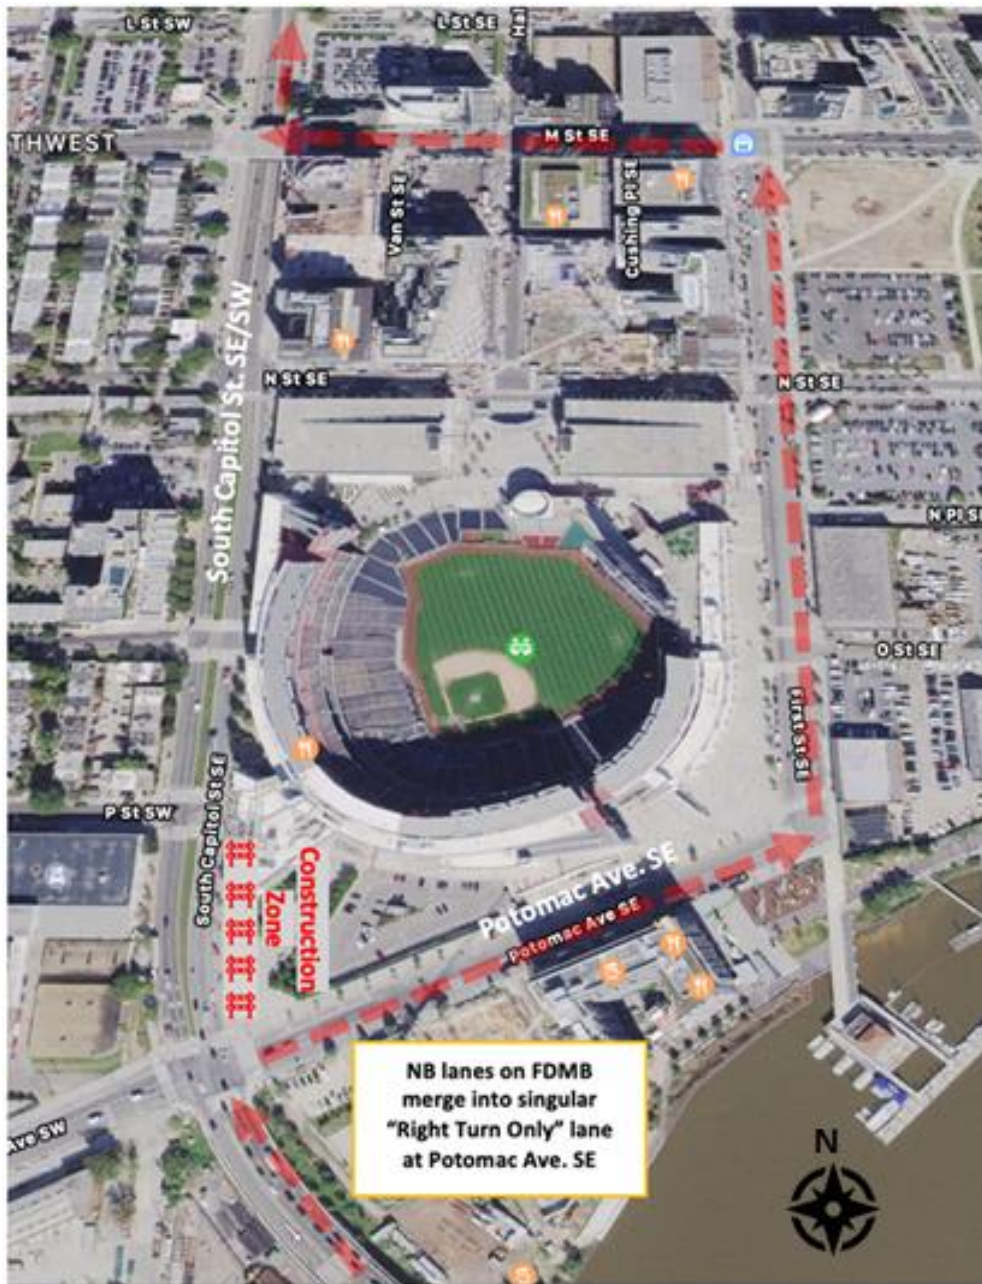 L St SW
L St SE
Hal
THWEST
M St SE
Van St SE
Cushing Pl SE
South Capitol St. SE/SW
N St SE
N St SE
N Pl SE
O St SE
First St SE
P St SW
South Capitol St SE
Construction
Zone
Potomac Ave. SE
Potomac Ave SE
Ave SW
NB lanes on FDMB
merge into singular
“Right Turn Only” lane
at Potomac Ave. SE
N